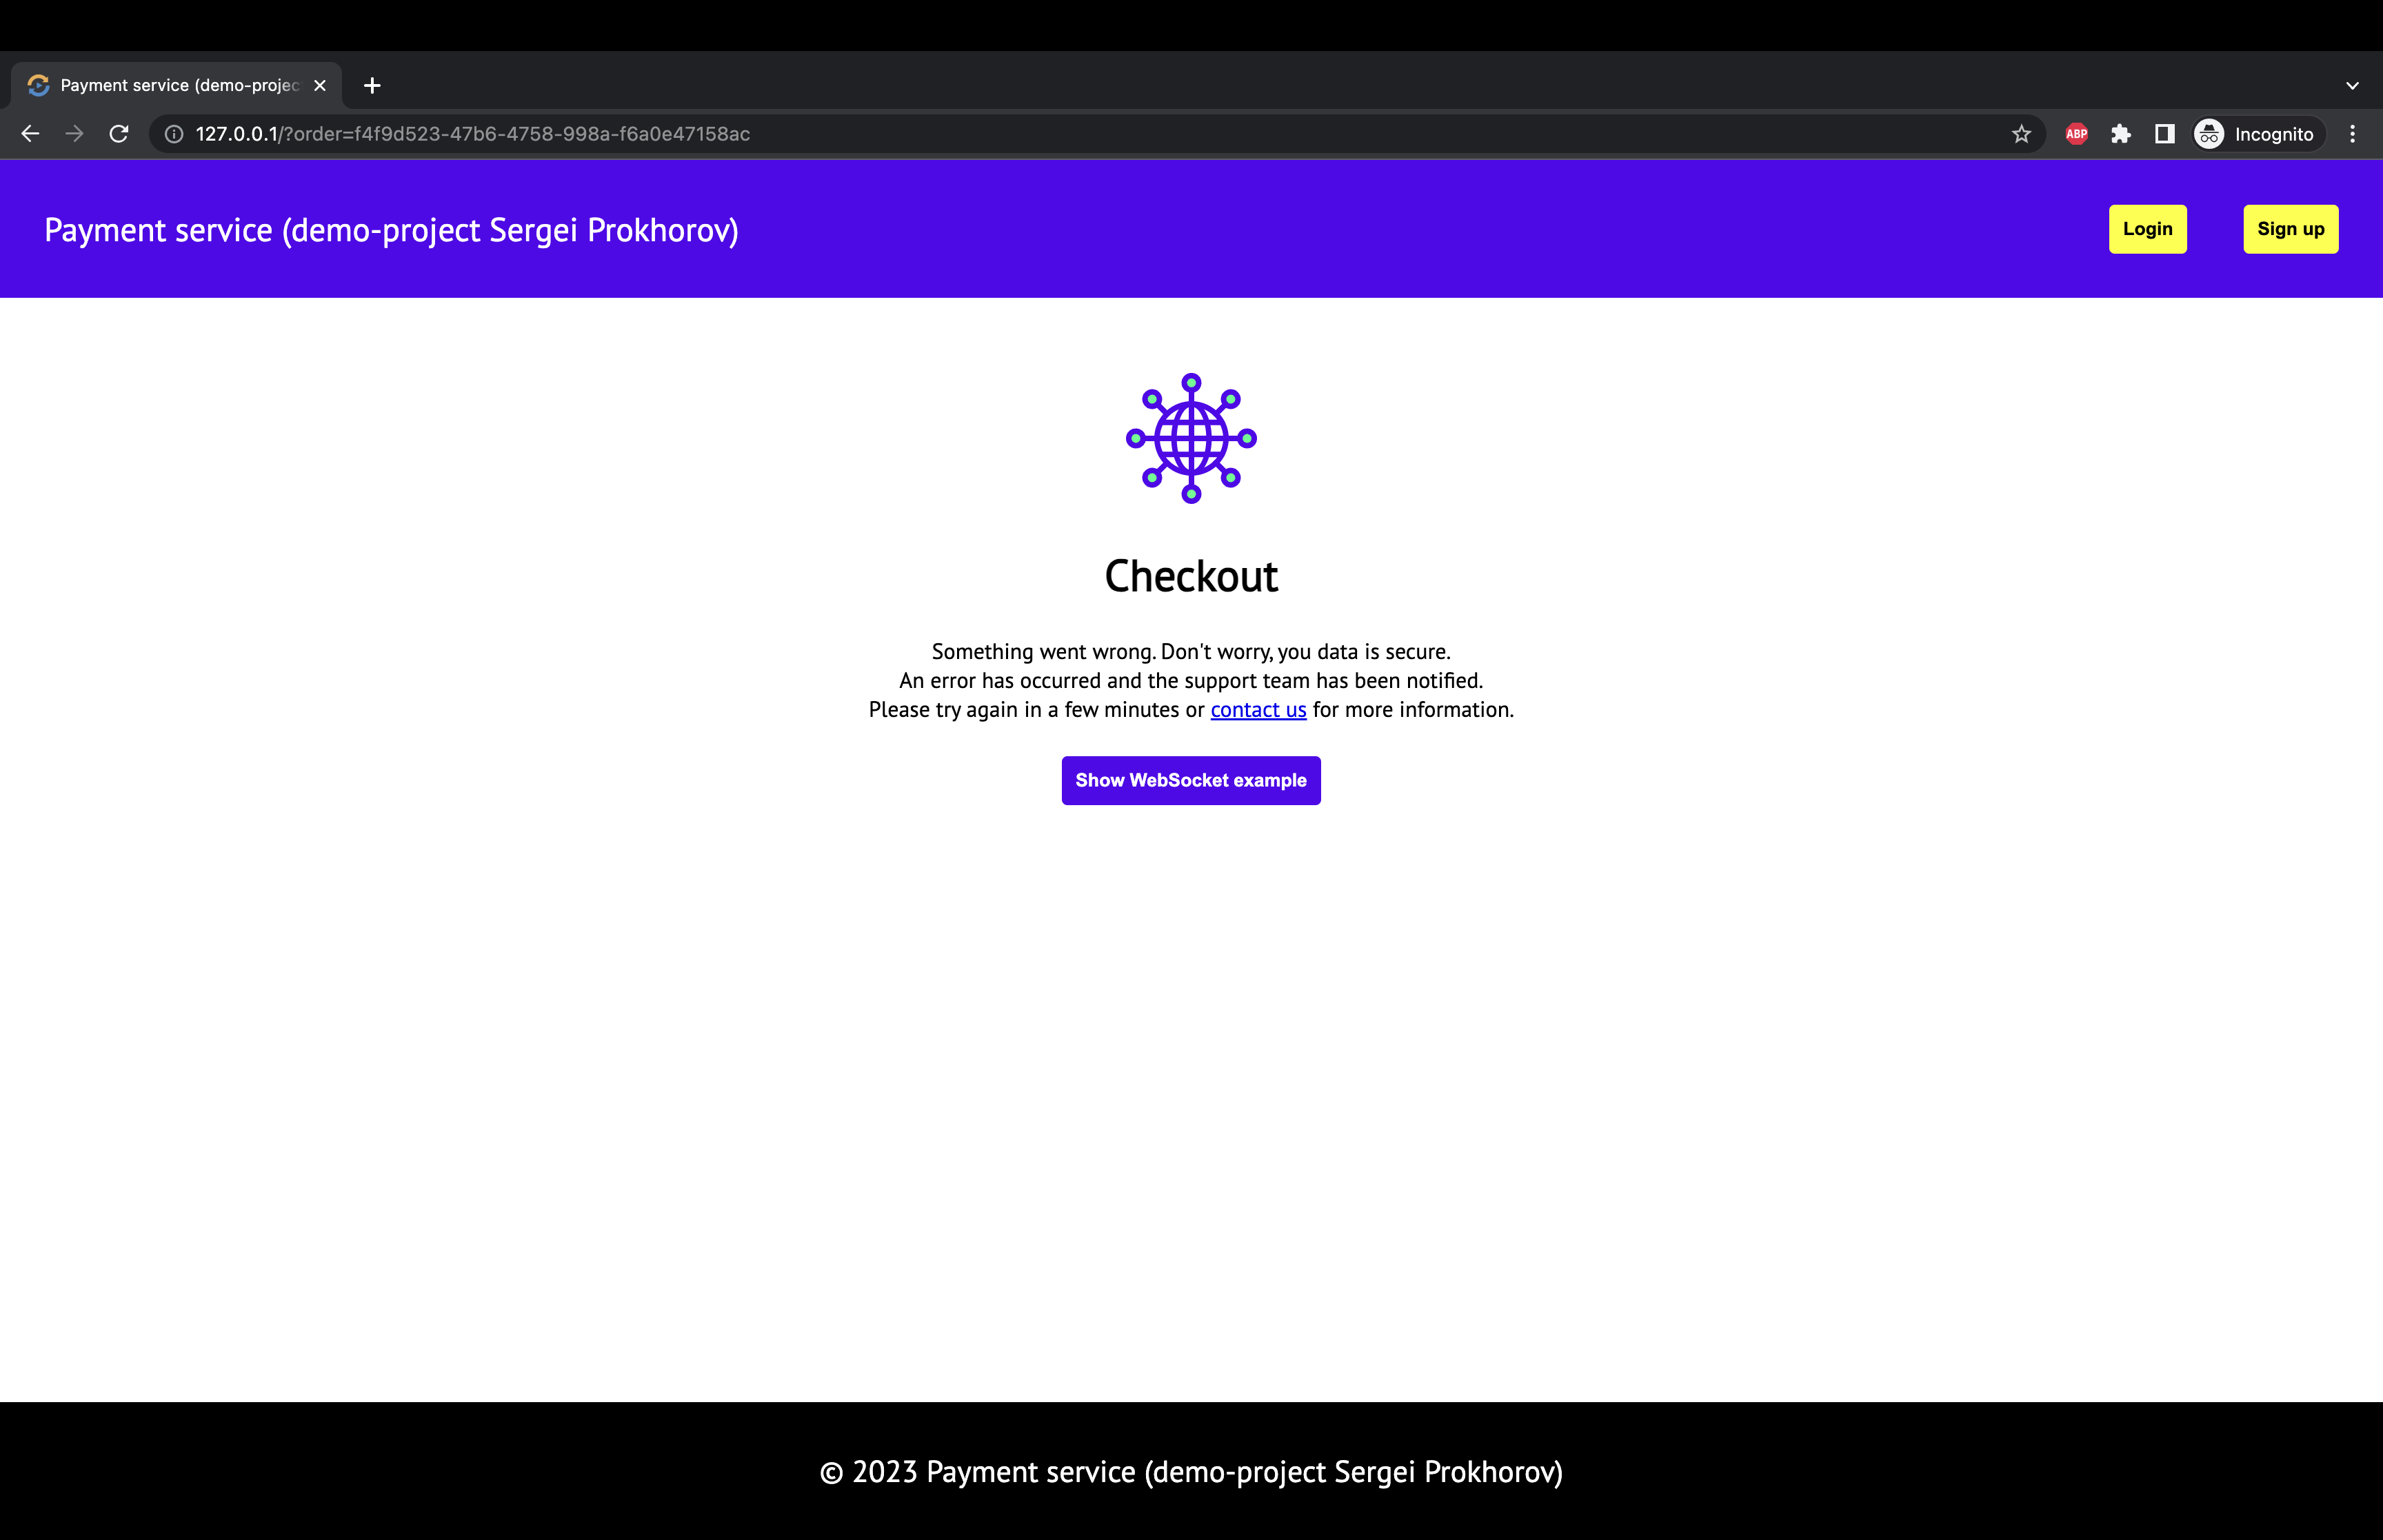 Payment service (demo-projec
127.0.0.1/?order=f4f9d523-47b6-4758-998a-f6a0e47158ac
ABP
Incognito
Payment service (demo-project Sergei Prokhorov)
Login
Sign up
Checkout
Something went wrong. Don't worry, you data is secure.
An error has occurred and the support team has been notified.
Please try again in a few minutes or contact us for more information.
Show WebSocket example
© 2023 Payment service (demo-project Sergei Prokhorov)